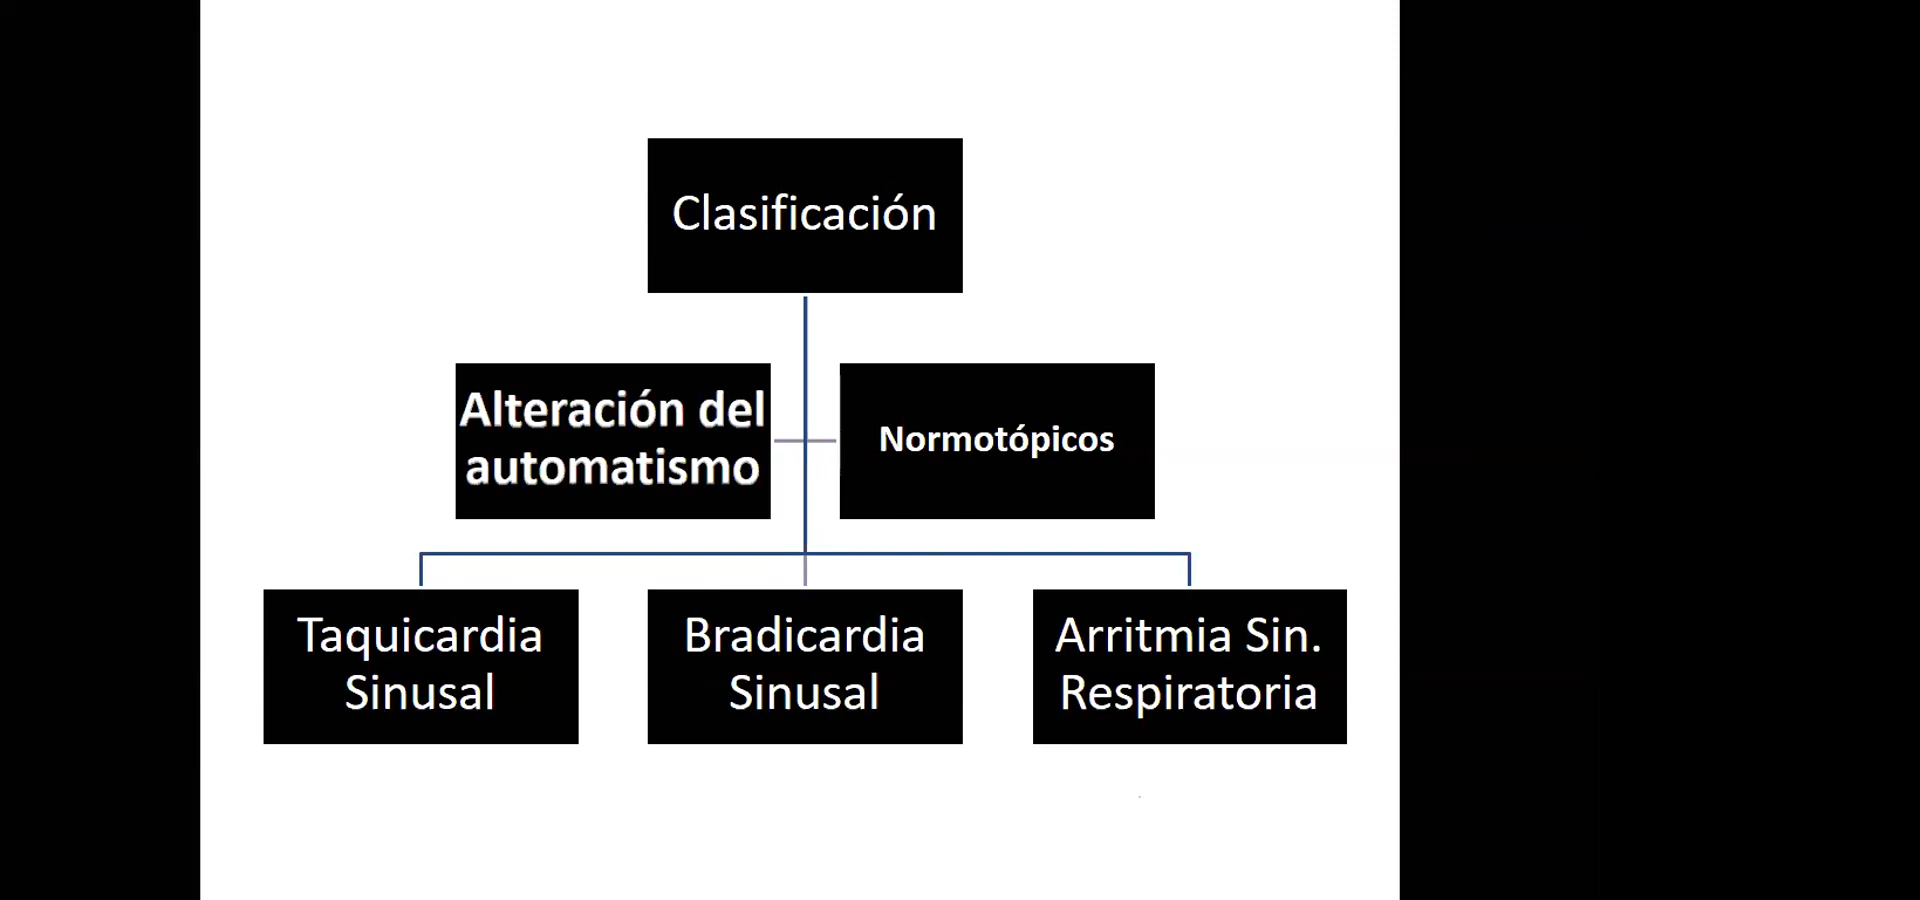 Clasificación
Alteración del
automatismo
Normotópicos
Taquicardia
Sinusal
Bradicardia
Sinusal
Arritmia Sin.
Respiratoria